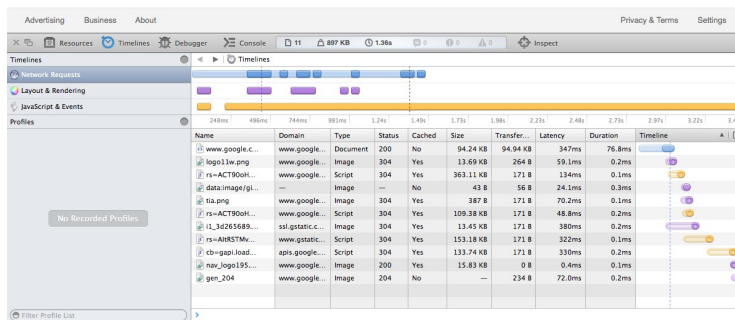 Advertising Business About Privacy & Terms Settings
Resources Timelines Debugger Console 11 897 KB 1.36s 0 0 0 Inspect
Timelines Timelines
Network Requests
Layout & Rendering
JavaScript & Events
Profiles 248ms 496ms 744ms 991ms 1.24s 1.49s 1.73s 1.98s 2.23s 2.48s 2.73s 2.97s 3.22s 3.4
Name Domain Type Status Cached Size Transfer... Latency Duration Timeline
www.google.c... www.google... Document 200 No 94.24 KB 94.94 KB 347ms 76.8ms
logo11w.png www.google... Image 304 Yes 13.69 KB 264 B 59.1ms 0.2ms
rs=ACT90oH... www.google... Script 304 Yes 363.11 KB 171 B 134ms 0.1ms
data:image/gi... — Image — No 43 B 56 B 24.1ms 0.3ms
tia.png www.google... Image 304 Yes 387 B 171 B 70.2ms 0.1ms
rs=ACT90oH... www.google... Script 304 Yes 109.38 KB 171 B 48.8ms 0.2ms
No Recorded Profiles
i1_3d265689.... ssl.gstatic.c... Image 304 Yes 13.45 KB 171 B 380ms 0.2ms
rs=AItRSTMv... www.gstatic... Script 304 Yes 153.18 KB 171 B 322ms 0.1ms
cb=gapi.load... apis.google.... Script 304 Yes 133.74 KB 171 B 330ms 0.2ms
nav_logo195.... www.google... Image 200 Yes 15.83 KB 0 B 0.4ms 0.1ms
gen_204 www.google... Image 204 No — 234 B 72.0ms 0.2ms
Filter Profile List